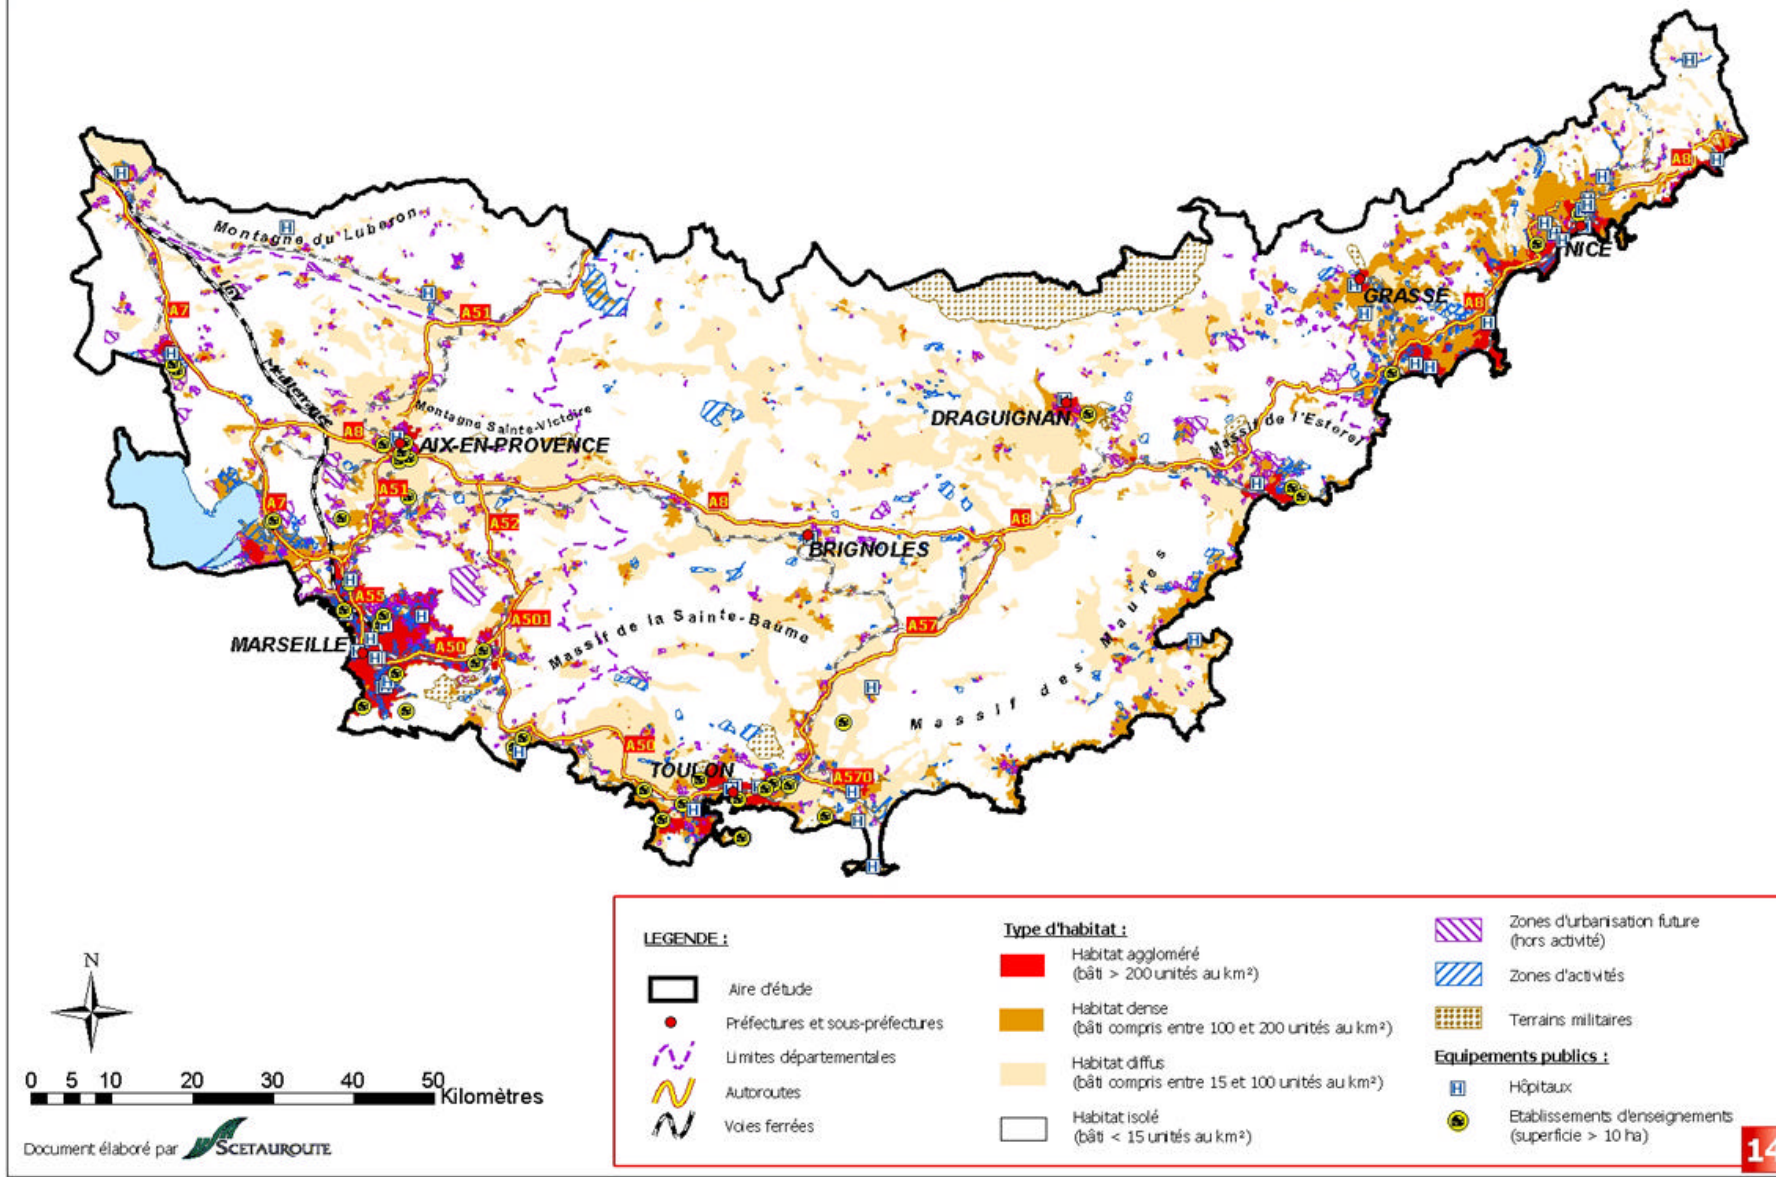 A8
NICE
GRASSE
A8
Montagne du Luberon
LGV
Méditerranée
A7
A51
Montagne Sainte-Victoire
A8
AIX-EN-PROVENCE
DRAGUIGNAN
Massif de l'Esterel
A51
A7
A52
A8
A8
BRIGNOLES
A55
A501
A57
MARSEILLE
A50
Massif de la Sainte-Baume
Massif des Maures
A50
TOULON
A570
N
0 5 10 20 30 40 50 Kilomètres
Document élaboré par SCETAUROUTE
LEGENDE :
Aire d'étude
Préfectures et sous-préfectures
Limites départementales
Autoroutes
Voies ferrées
Type d'habitat :
Habitat aggloméré
(bâti > 200 unités au km²)
Habitat dense
(bâti compris entre 100 et 200 unités au km²)
Habitat diffus
(bâti compris entre 15 et 100 unités au km²)
Habitat isolé
(bâti < 15 unités au km²)
Zones d'urbanisation future
(hors activité)
Zones d'activités
Terrains militaires
Equipements publics :
H Hôpitaux
Etablissements d'enseignements
(superficie > 10 ha)
14